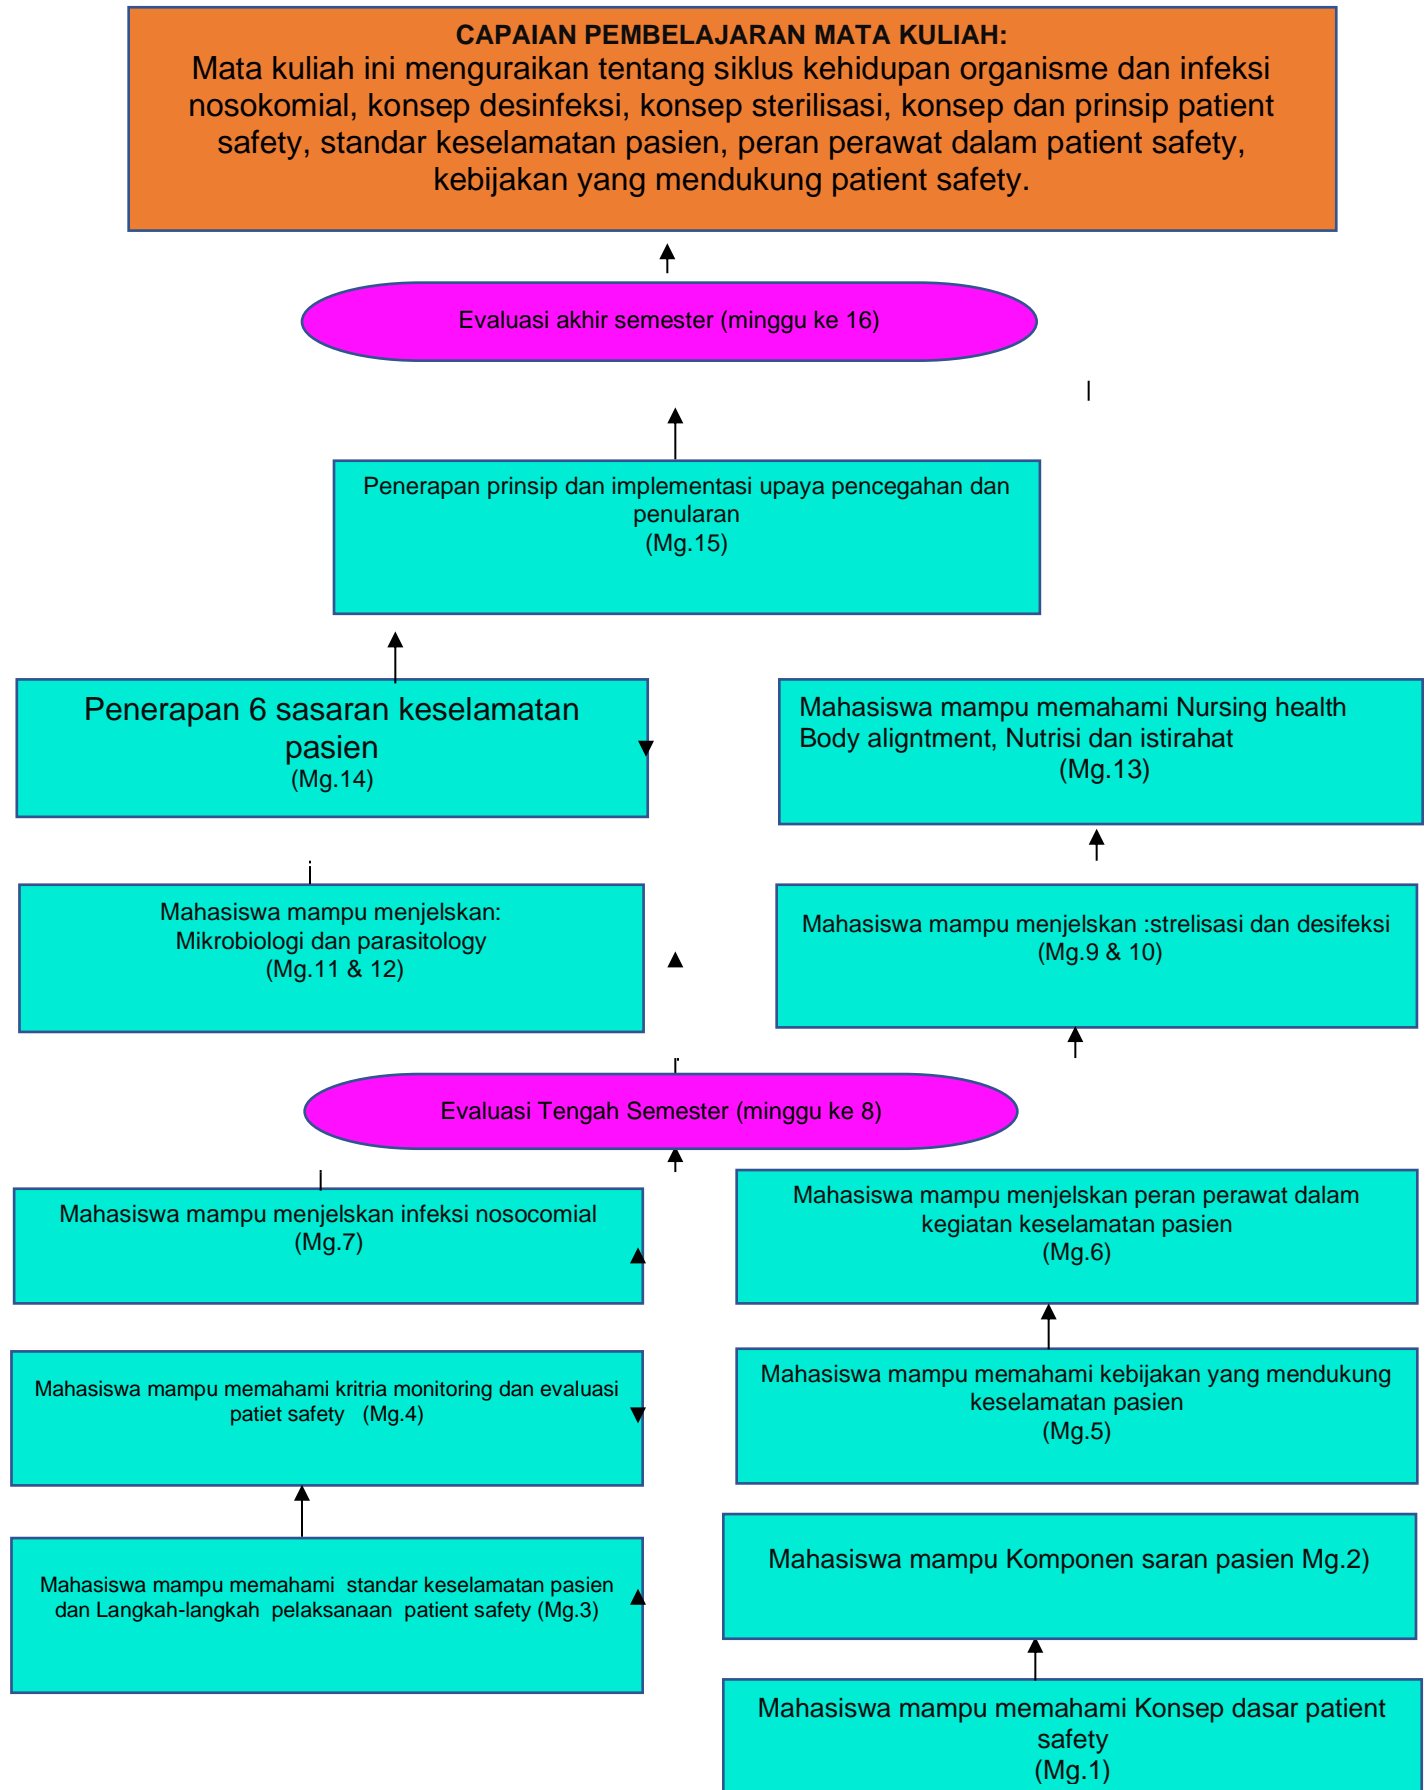 CAPAIAN PEMBELAJARAN MATA KULIAH:
Mata kuliah ini menguraikan tentang siklus kehidupan organisme dan infeksi
nosokomial, konsep desinfeksi, konsep sterilisasi, konsep dan prinsip patient
safety, standar keselamatan pasien, peran perawat dalam patient safety,
kebijakan yang mendukung patient safety.
Evaluasi akhir semester (minggu ke 16)
Penerapan prinsip dan implementasi upaya pencegahan dan
penularan
(Mg.15)
Penerapan 6 sasaran keselamatan
pasien
(Mg.14)
Mahasiswa mampu memahami Nursing health
Body aligntment, Nutrisi dan istirahat
(Mg.13)
Mahasiswa mampu menjelskan:
Mikrobiologi dan parasitology
(Mg.11 & 12)
Mahasiswa mampu menjelskan :strelisasi dan desifeksi
(Mg.9 & 10)
Evaluasi Tengah Semester (minggu ke 8)
Mahasiswa mampu menjelskan infeksi nosocomial
(Mg.7)
Mahasiswa mampu menjelskan peran perawat dalam
kegiatan keselamatan pasien
(Mg.6)
Mahasiswa mampu memahami kritria monitoring dan evaluasi
patiet safety (Mg.4)
Mahasiswa mampu memahami kebijakan yang mendukung
keselamatan pasien
(Mg.5)
Mahasiswa mampu memahami standar keselamatan pasien
dan Langkah-langkah pelaksanaan patient safety (Mg.3)
Mahasiswa mampu Komponen saran pasien Mg.2)
Mahasiswa mampu memahami Konsep dasar patient
safety
(Mg.1)